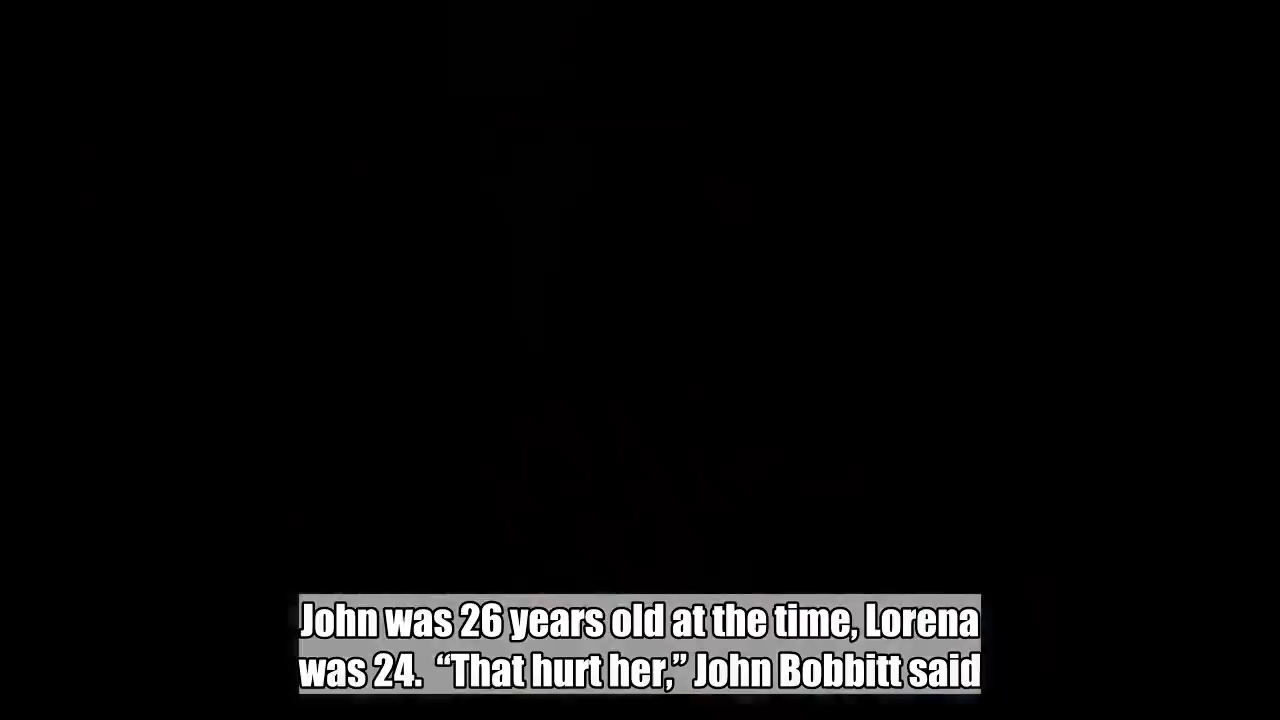 John was 26 years old at the time, Lorena
was 24.  “That hurt her,” John Bobbitt said